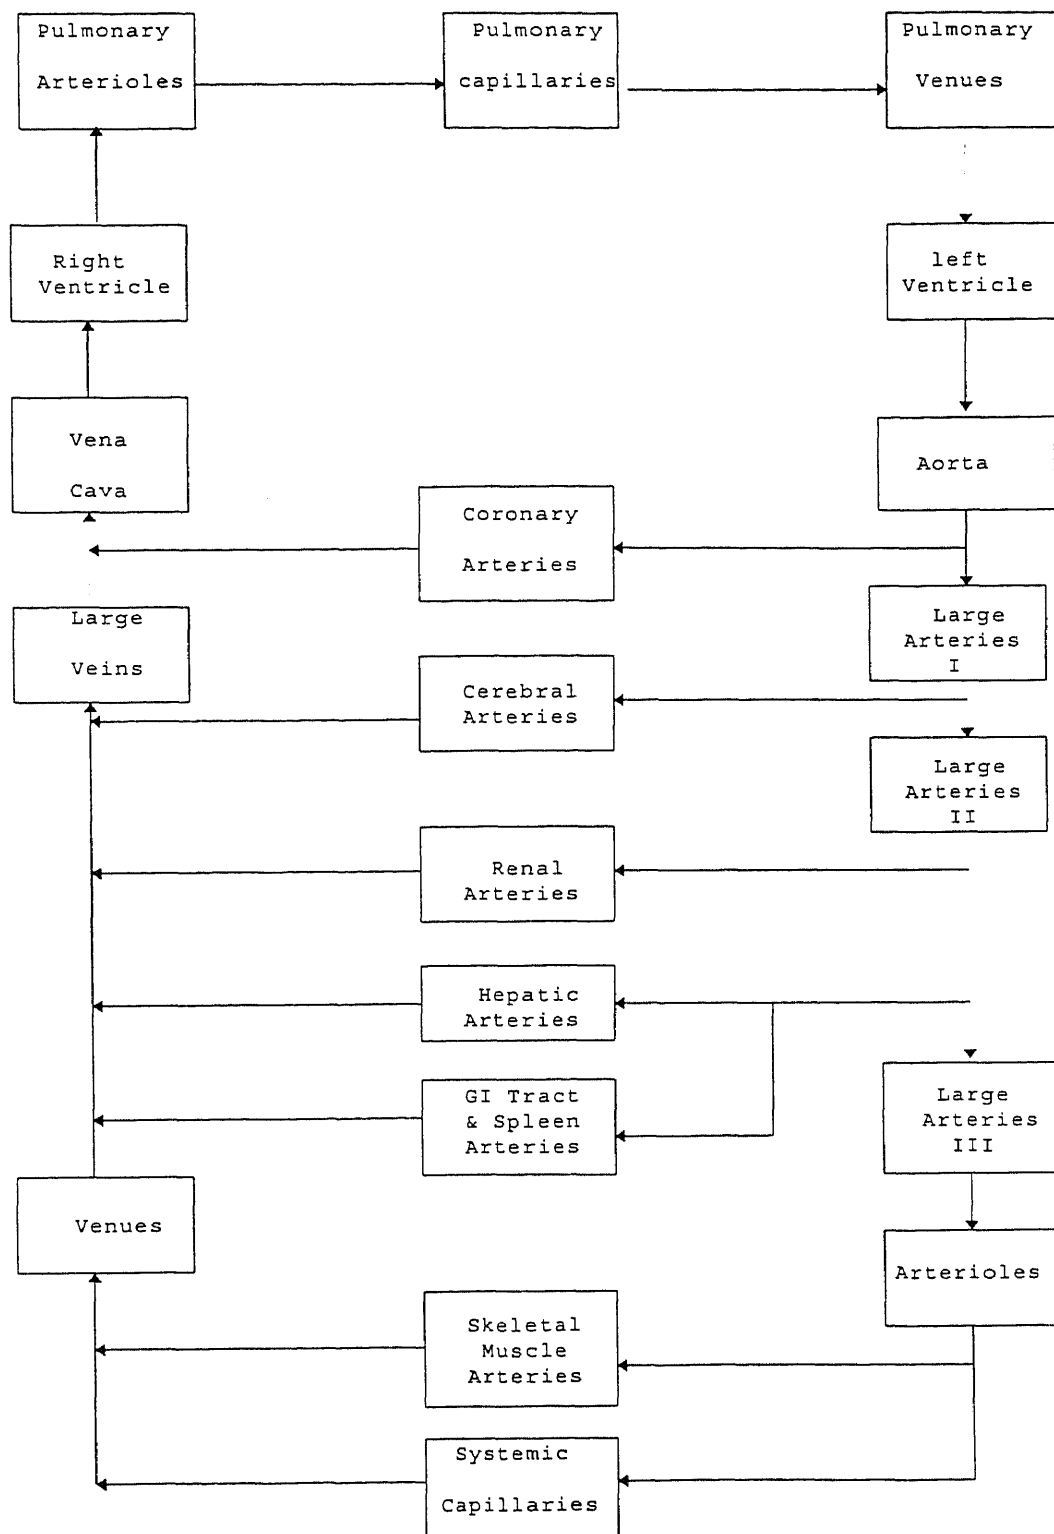 Pulmonary
Arterioles
Pulmonary
capillaries
Pulmonary
Venues
Right
Ventricle
left
Ventricle
Vena
Cava
Aorta
Coronary
Arteries
Large
Veins
Large
Arteries
I
Cerebral
Arteries
Large
Arteries
II
Renal
Arteries
Hepatic
Arteries
GI Tract
& Spleen
Arteries
Large
Arteries
III
Venues
Arterioles
Skeletal
Muscle
Arteries
Systemic
Capillaries